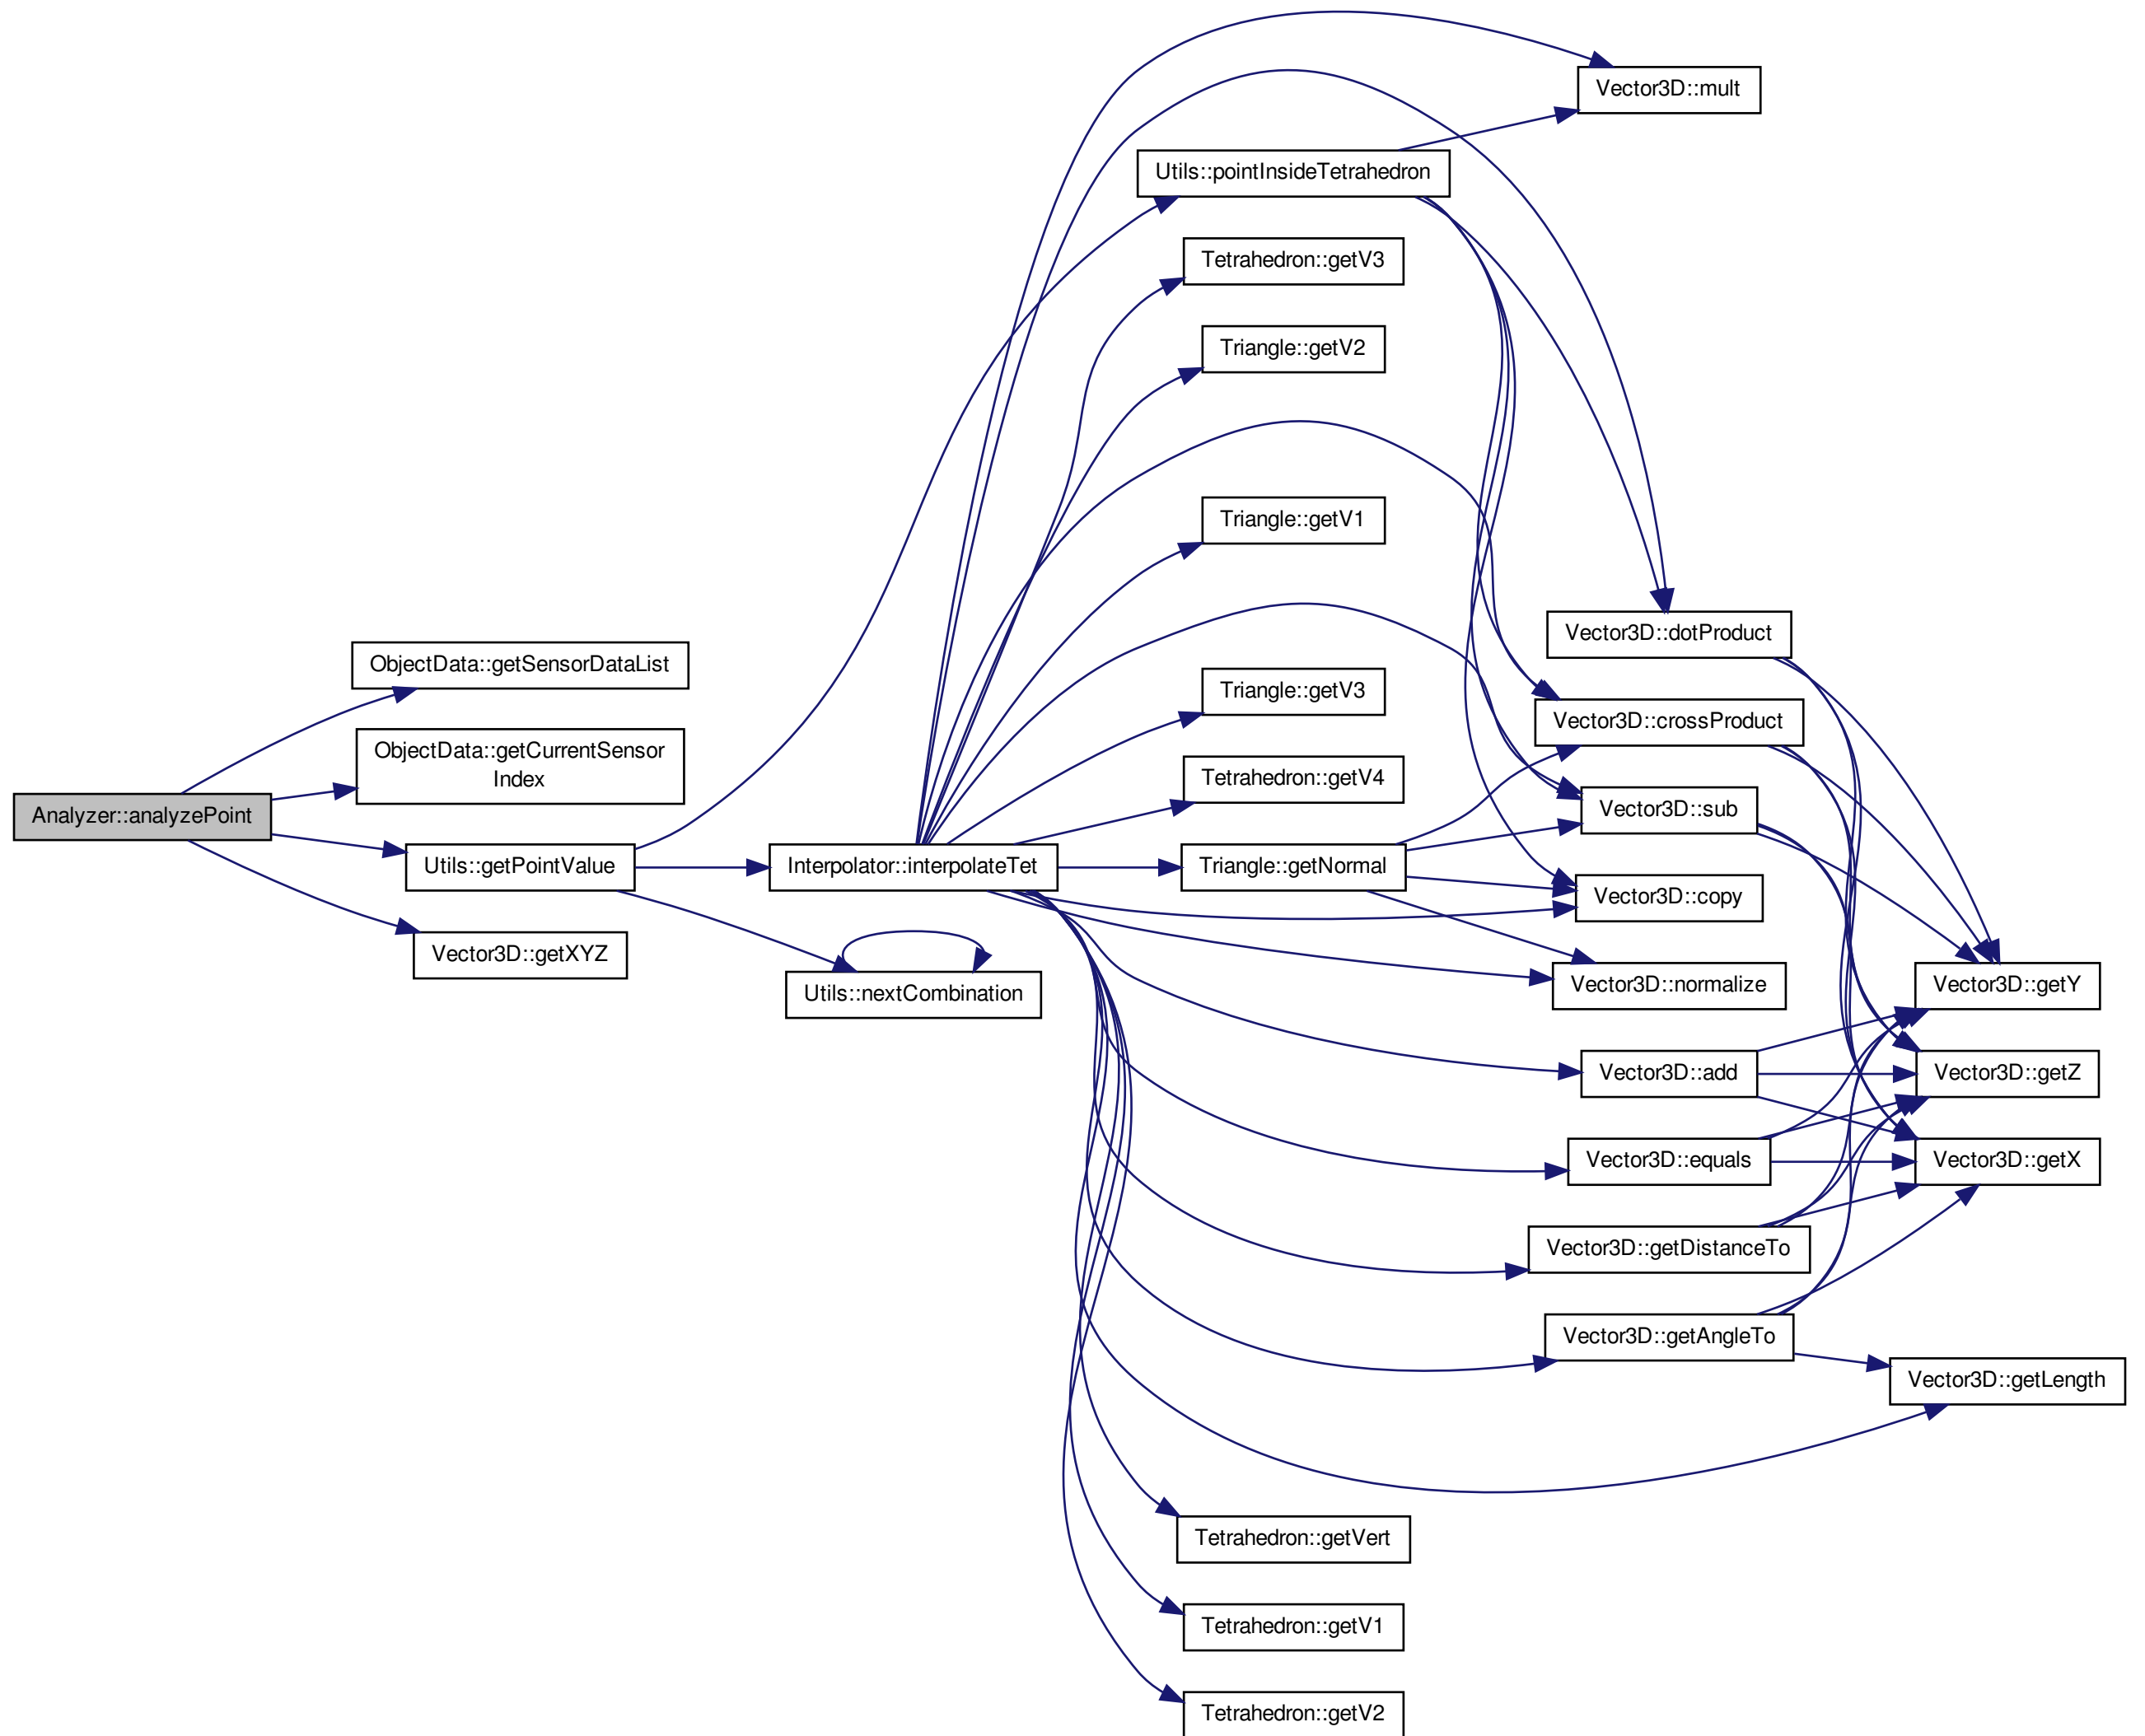 Vector3D::mult
Utils::pointInsideTetrahedron
Tetrahedron::getV3
Triangle::getV2
Triangle::getV1
Vector3D::dotProduct
ObjectData::getSensorDataList
Triangle::getV3
Vector3D::crossProduct
ObjectData::getCurrentSensor
Index
Tetrahedron::getV4
Vector3D::sub
Analyzer::analyzePoint
Utils::getPointValue
Interpolator::interpolateTet
Triangle::getNormal
Vector3D::copy
Vector3D::getXYZ
Utils::nextCombination
Vector3D::normalize
Vector3D::getY
Vector3D::add
Vector3D::getZ
Vector3D::equals
Vector3D::getX
Vector3D::getDistanceTo
Vector3D::getAngleTo
Vector3D::getLength
Tetrahedron::getVert
Tetrahedron::getV1
Tetrahedron::getV2